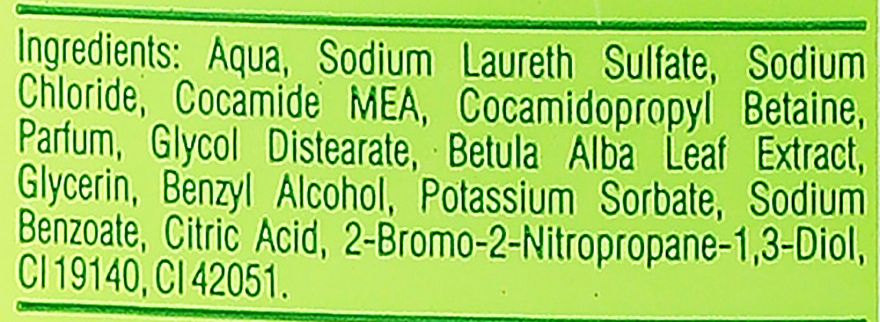 Ingredients: Aqua, Sodium Laureth Sulfate, Sodium
Chloride, Cocamide MEA, Cocamidopropyl Betaine,
Parfum, Glycol Distearate, Betula Alba Leaf Extract,
Glycerin, Benzyl Alcohol, Potassium Sorbate, Sodium
Benzoate, Citric Acid, 2-Bromo-2-Nitropropane-1,3-Diol,
CI 19140, CI 42051.